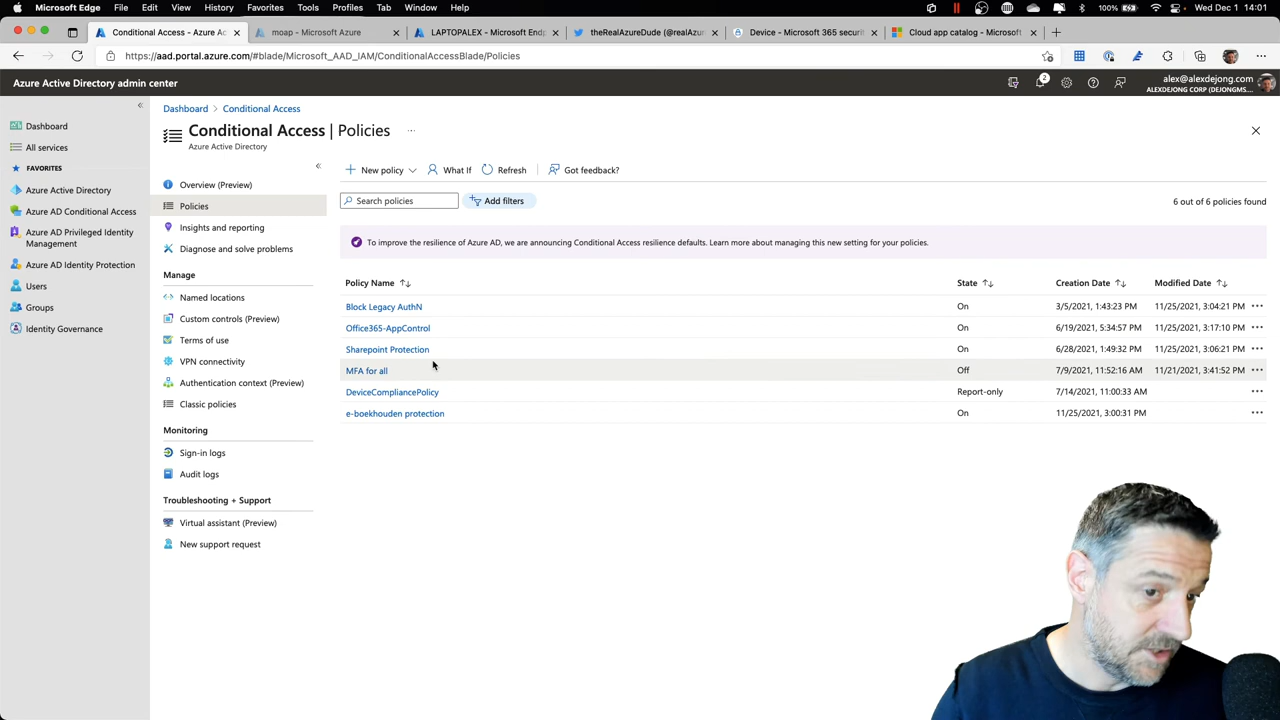 Microsoft Edge File Edit View History Favorites Tools Profiles Tab Window Help
100% Wed Dec 1 14:01
Conditional Access - Azure Ac
moap - Microsoft Azure
LAPTOPALEX - Microsoft Endp
theRealAzureDude (@realAzure
Device - Microsoft 365 securit
Cloud app catalog - Microsoft
https://aad.portal.azure.com/#blade/Microsoft_AAD_IAM/ConditionalAccessBlade/Policies
Azure Active Directory admin center
2
alex@alexdejong.com
ALEXDEJONG CORP (DEJONGMS....
Dashboard
All services
FAVORITES
Azure Active Directory
Azure AD Conditional Access
Azure AD Privileged Identity
Management
Azure AD Identity Protection
Users
Groups
Identity Governance
Dashboard > Conditional Access
Conditional Access | Policies ...
Azure Active Directory
Overview (Preview)
Policies
Insights and reporting
Diagnose and solve problems
Manage
Named locations
Custom controls (Preview)
Terms of use
VPN connectivity
Authentication context (Preview)
Classic policies
Monitoring
Sign-in logs
Audit logs
Troubleshooting + Support
Virtual assistant (Preview)
New support request
New policy What If Refresh Got feedback?
Search policies Add filters 6 out of 6 policies found
To improve the resilience of Azure AD, we are announcing Conditional Access resilience defaults. Learn more about managing this new setting for your policies.
Policy Name State Creation Date Modified Date
Block Legacy AuthN On 3/5/2021, 1:43:23 PM 11/25/2021, 3:04:21 PM ...
Office365-AppControl On 6/19/2021, 5:34:57 PM 11/25/2021, 3:17:10 PM ...
Sharepoint Protection On 6/28/2021, 1:49:32 PM 11/25/2021, 3:06:21 PM ...
MFA for all Off 7/9/2021, 11:52:16 AM 11/21/2021, 3:41:52 PM ...
DeviceCompliancePolicy Report-only 7/14/2021, 11:00:33 AM ...
e-boekhouden protection On 11/25/2021, 3:00:31 PM ...